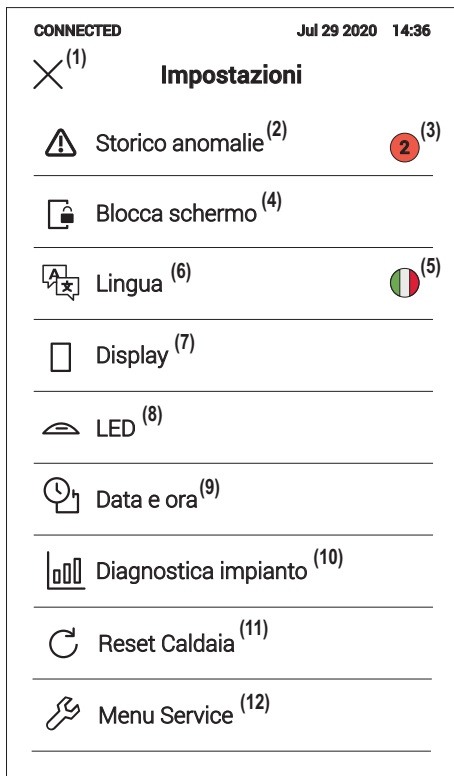 CONNECTED Jul 29 2020 14:36
(1) Impostazioni
Storico anomalie (2) 2 (3)
Blocca schermo (4)
A Lingua (6) (5)
Display (7)
LED (8)
Data e ora (9)
Diagnostica impianto (10)
Reset Caldaia (11)
Menu Service (12)